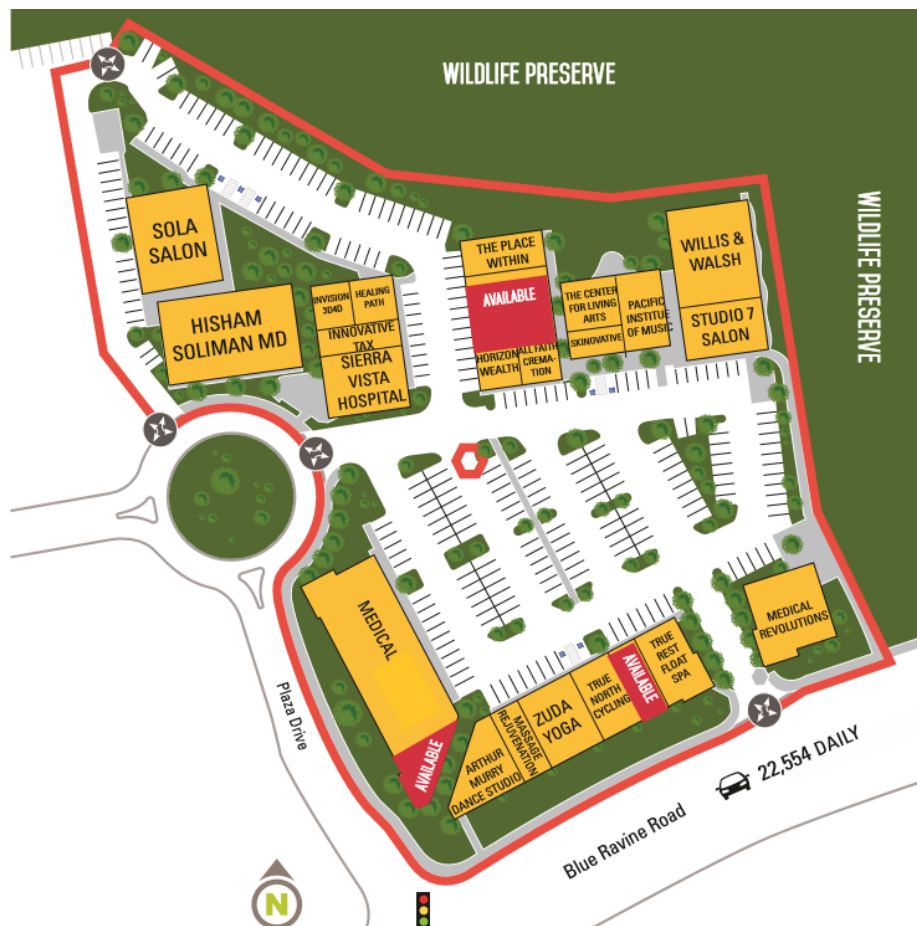 WILDLIFE PRESERVE
WILDLIFE PRESERVE
SOLA
SALON
HISHAM
SOLIMAN MD
INVISION
3D4D
HEALING
PATH
INNOVATIVE
TAX
SIERRA
VISTA
HOSPITAL
THE PLACE
WITHIN
AVAILABLE
HORIZON
WEALTH
ALL FAITH
CREMA-
TION
THE CENTER
FOR LIVING
ARTS
SKINOVATIVE
PACIFIC
INSTITUE
OF MUSIC
WILLIS &
WALSH
STUDIO 7
SALON
MEDICAL
AVAILABLE
ARTHUR
MURRY
DANCE STUDIO
MASSAGE
REJUVENATION
ZUDA
YOGA
TRUE
NORTH
CYCLING
AVAILABLE
TRUE
REST
FLOAT
SPA
MEDICAL
REVOLUTIONS
Plaza Drive
22,554 DAILY
Blue Ravine Road
N